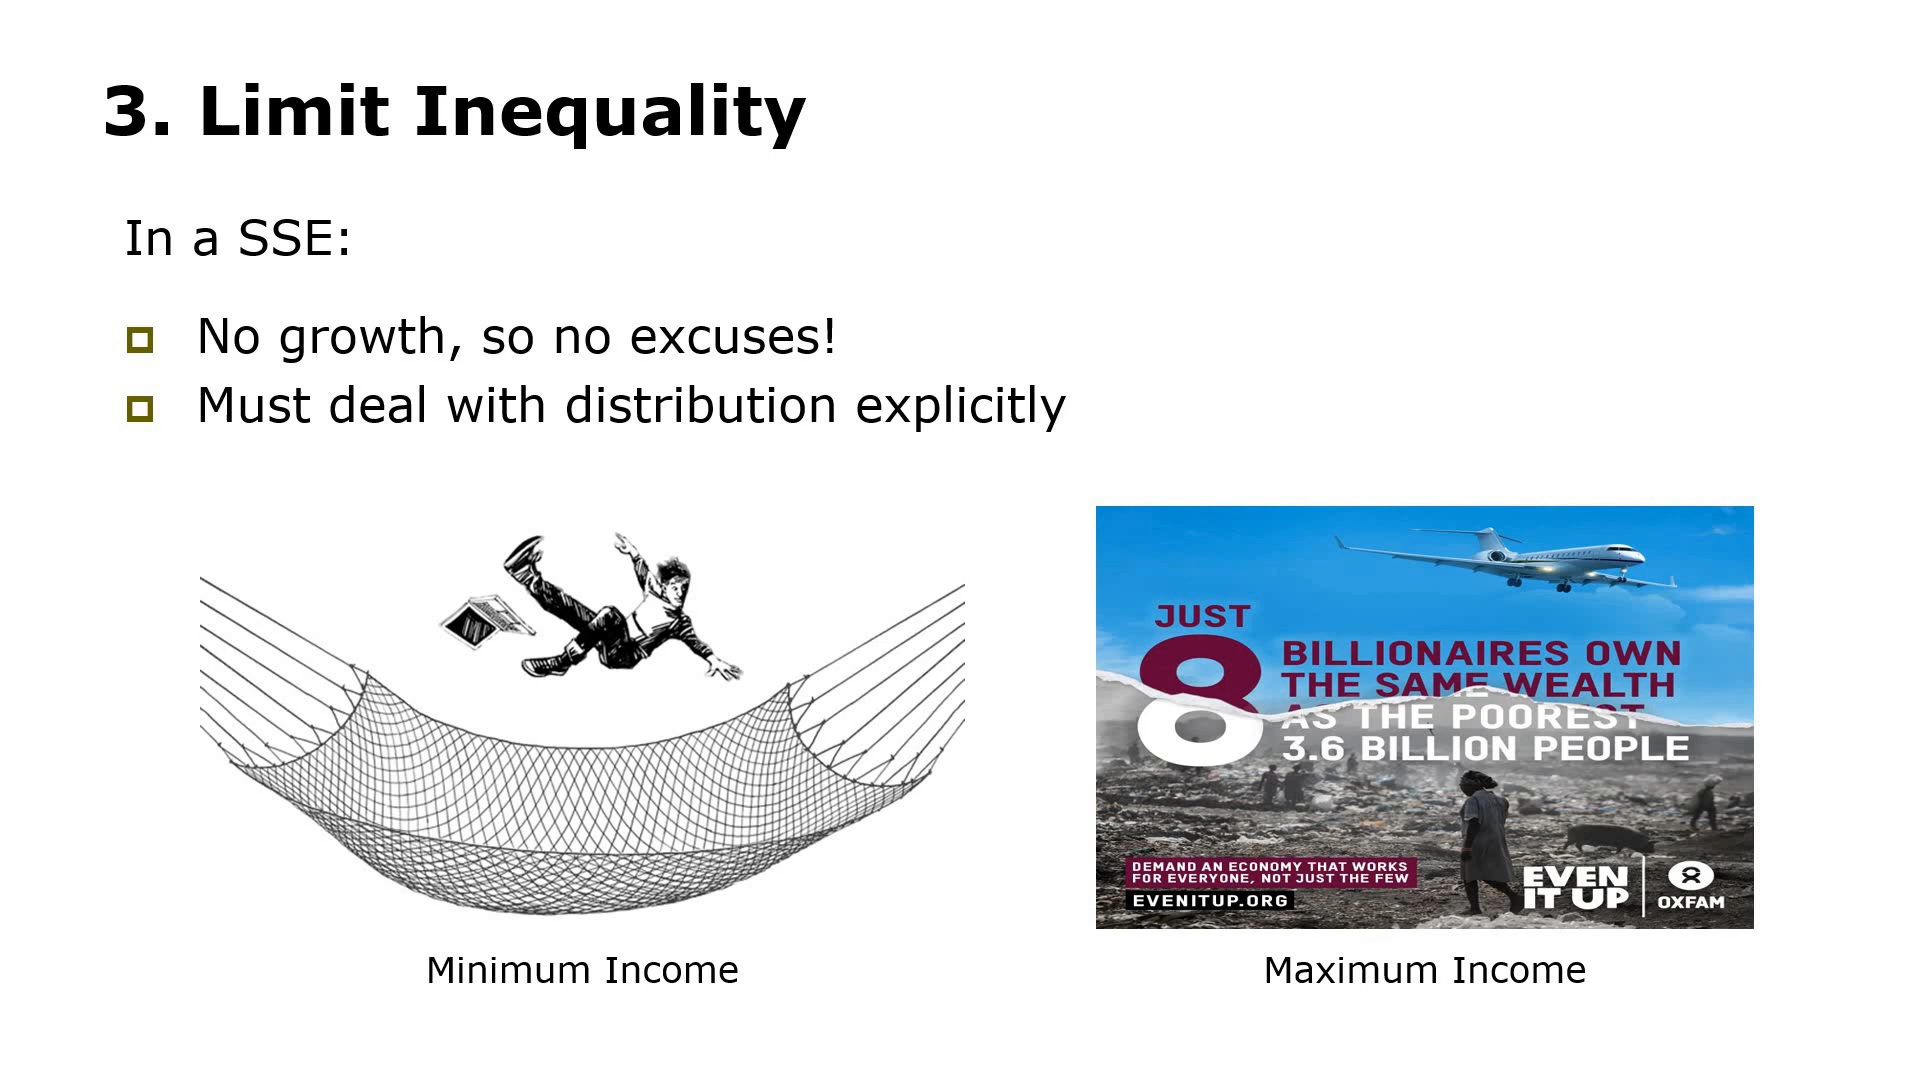 3. Limit Inequality
In a SSE:
No growth, so no excuses!
Must deal with distribution explicitly
JUST
8
BILLIONAIRES OWN
THE SAME WEALTH
AS THE POOREST
3.6 BILLION PEOPLE
DEMAND AN ECONOMY THAT WORKS
FOR EVERYONE, NOT JUST THE FEW
EVENITUP.ORG
EVEN
IT UP
OXFAM
Minimum Income
Maximum Income